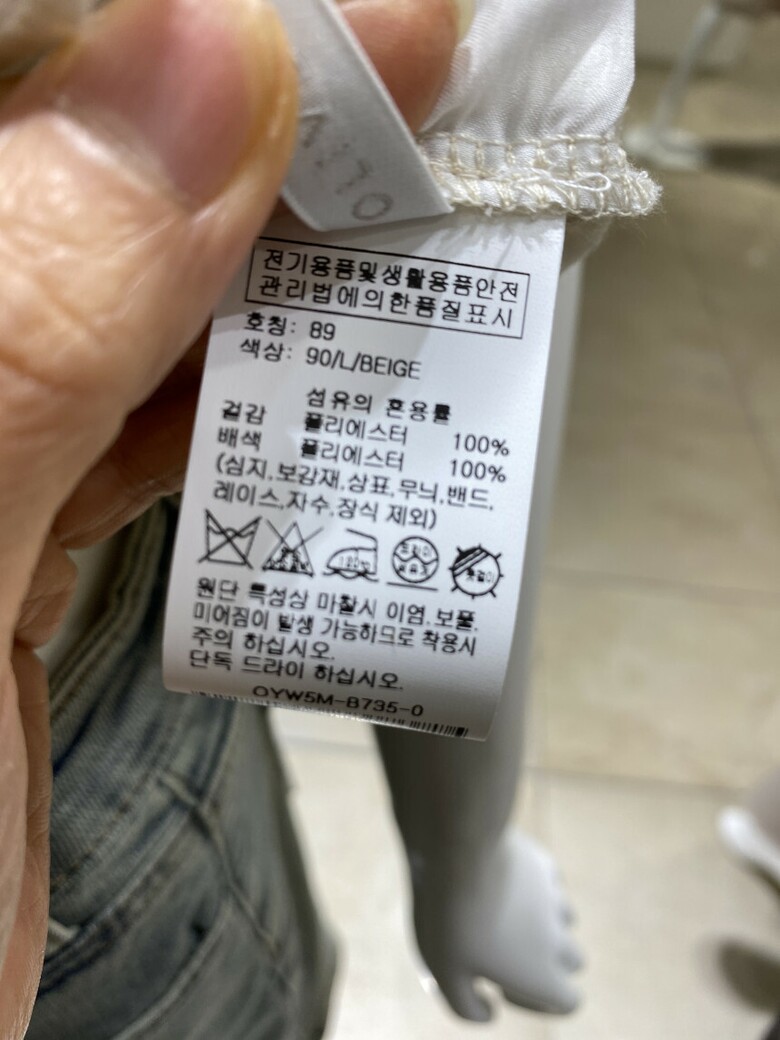 전기용품및생활용품안전
관리법에의한품질표시
호칭: 89
색상: 90/L/BEIGE
섬유의 혼용률
겉감 폴리에스터 100%
배색 폴리에스터 100%
(심지,보강재,상표,무늬,밴드,
레이스,자수,장식 제외)
드라이
옷걸이
원단 특성상 마찰시 이염.보풀.
미어짐이 발생 가능하므로 착용시
주의 하십시오.
단독 드라이 하십시오.
OYW5M-B735-0